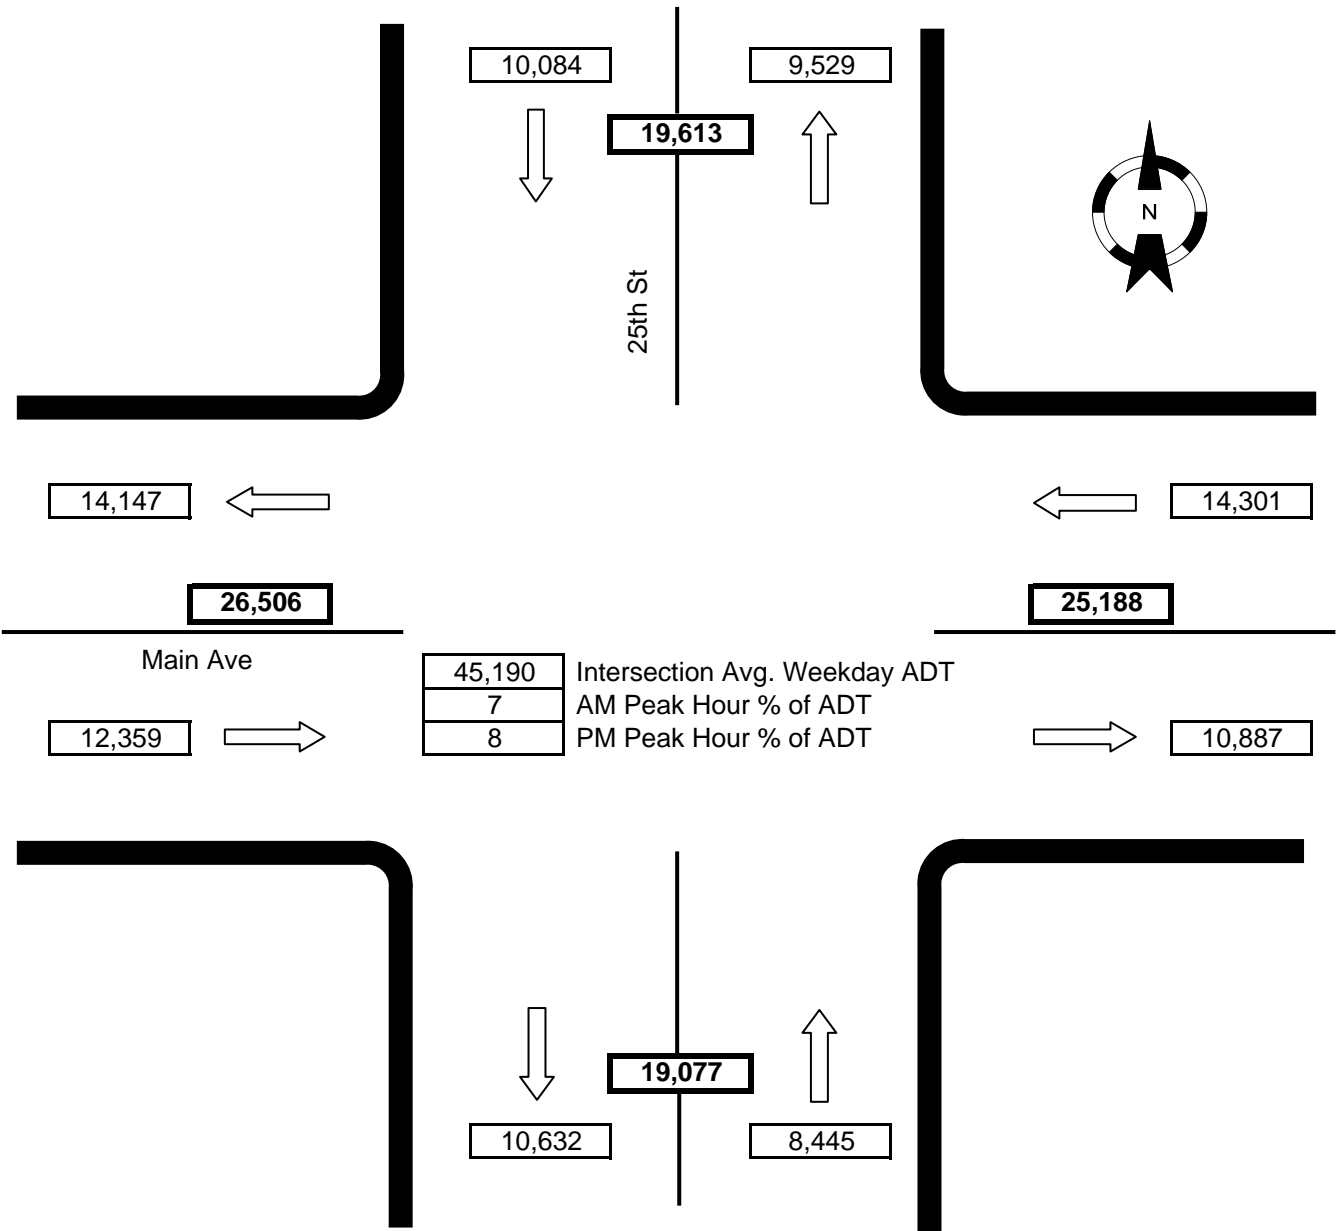 10,084
9,529
19,613
N
25th St
14,147
14,301
26,506
25,188
Main Ave
45,190 Intersection Avg. Weekday ADT
7 AM Peak Hour % of ADT
8 PM Peak Hour % of ADT
12,359
10,887
19,077
10,632
8,445